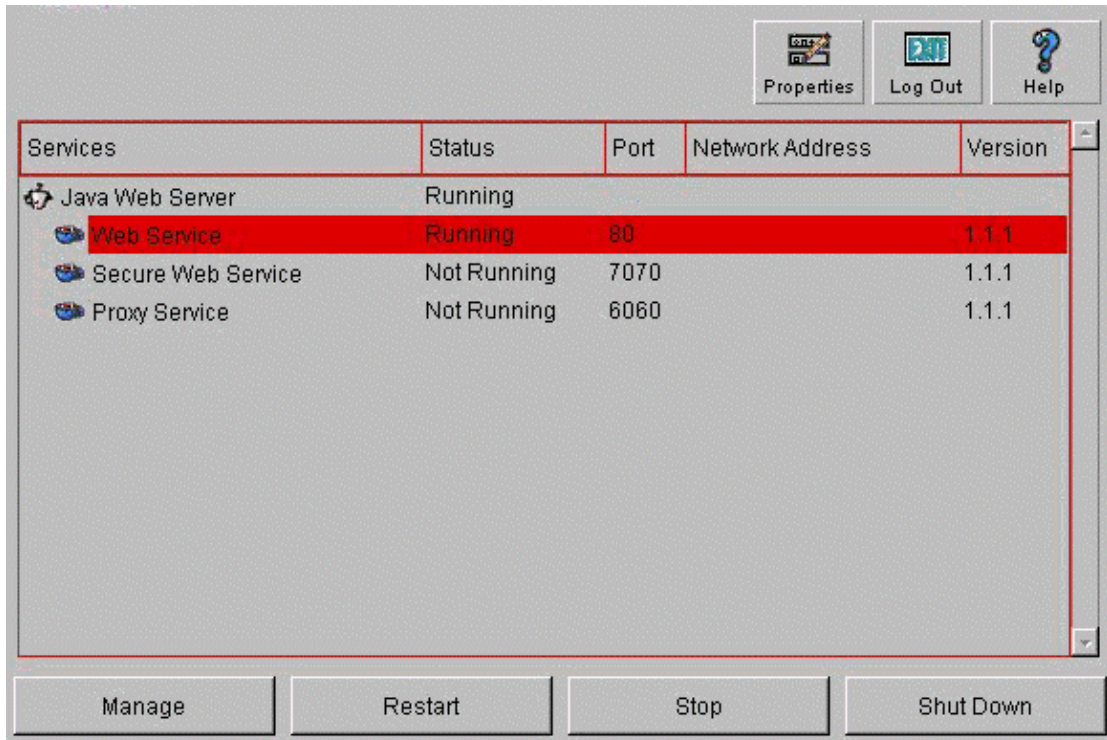 Properties Log Out Help
Services Status Port Network Address Version
Java Web Server Running
Web Service Running 80 1.1.1
Secure Web Service Not Running 7070 1.1.1
Proxy Service Not Running 6060 1.1.1
Manage Restart Stop Shut Down